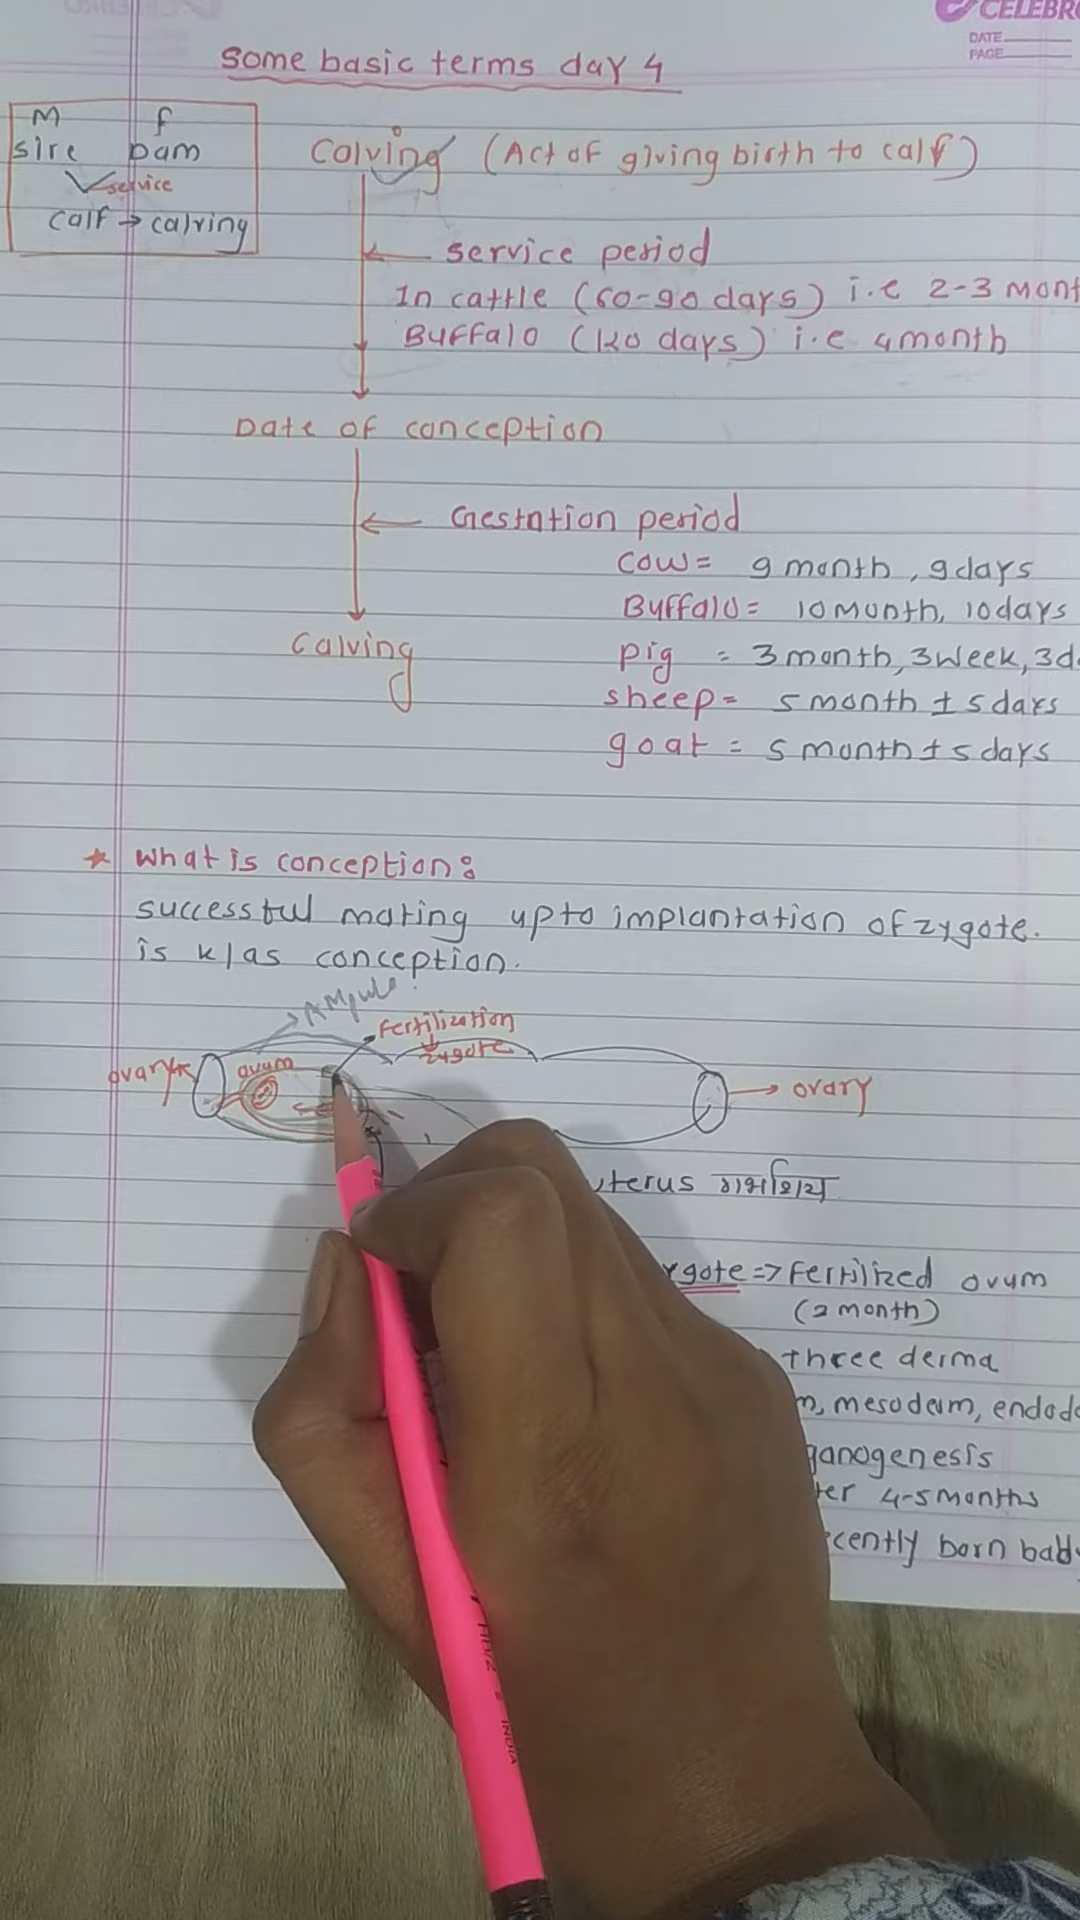 CELEBR
DATE
PAGE
Some basic terms day 4
M f
sire Dam
service
calf → calving
Calving (Act of giving birth to calf)
service period
In cattle (60-90 days) i.e 2-3 mont
Buffalo (120 days) i.e 4 month
Date of conception
Gestation period
Cow = 9 month, 9 days
Buffalo = 10 month, 10 days
Calving
pig = 3 month, 3 week, 3 d
sheep = 5 month ± 5 days
goat = 5 month ± 5 days
* What is conception:
successful mating upto implantation of zygote.
is k/as conception.
Fertilization
zygote
ovary ovum
→ ovary
uterus गर्भाशय
ygote => Fertilized ovum
(2 month)
three derma
m, mesoderm, endod
ganogenesis
ter 4-5 months
cently born bab
HB/2 INDIA